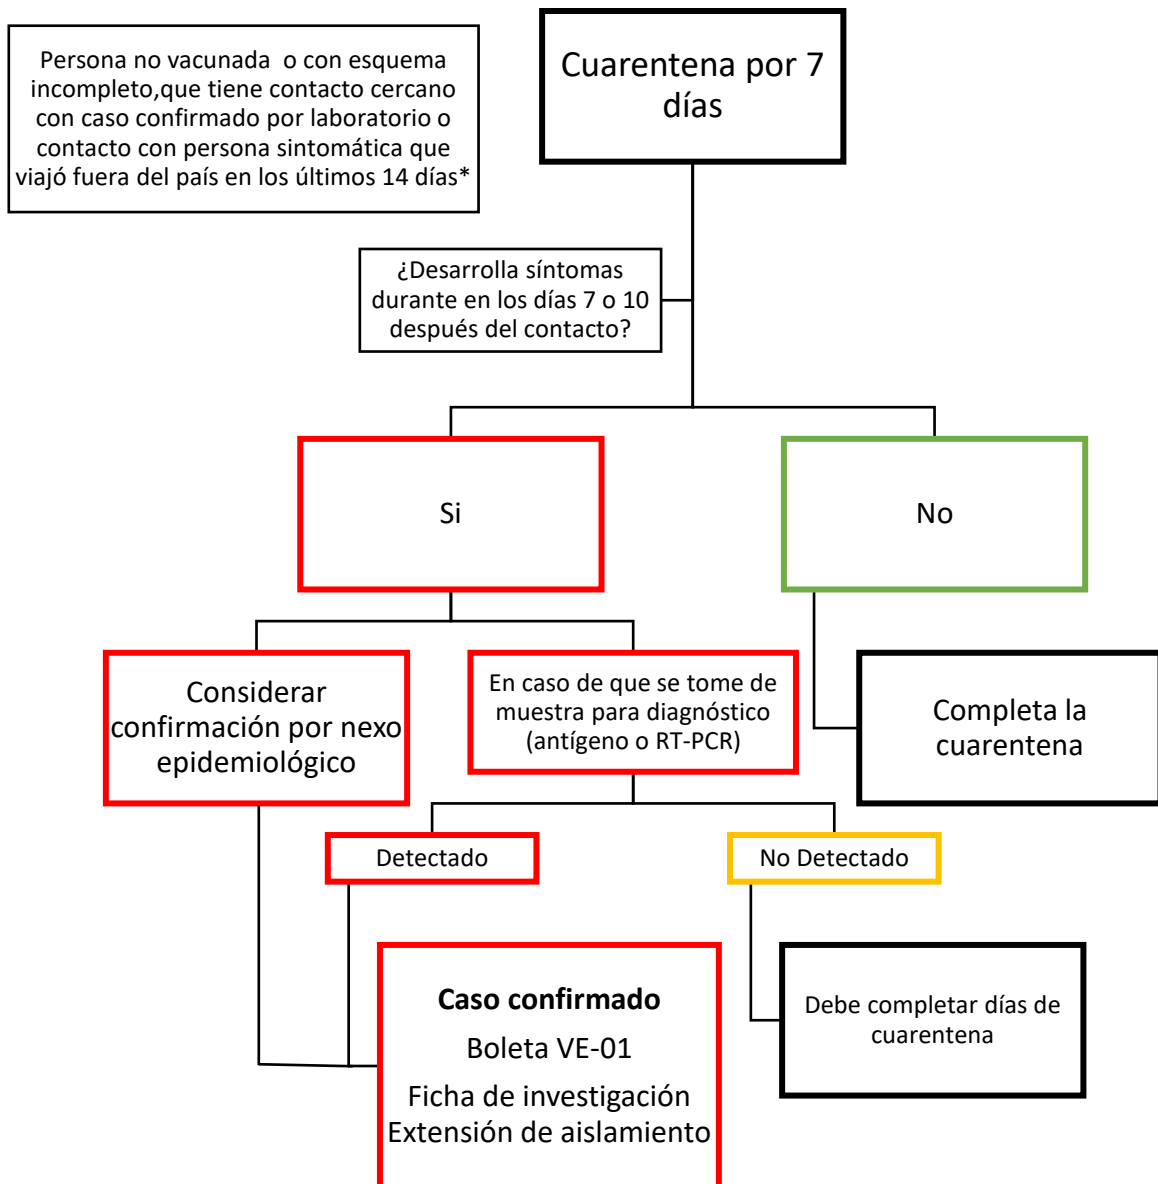 Persona no vacunada o con esquema
incompleto,que tiene contacto cercano
con caso confirmado por laboratorio o
contacto con persona sintomática que
viajó fuera del país en los últimos 14 días*
Cuarentena por 7
días
¿Desarrolla síntomas
durante en los días 7 o 10
después del contacto?
Si
No
Considerar
confirmación por nexo
epidemiológico
En caso de que se tome de
muestra para diagnóstico
(antígeno o RT-PCR)
Completa la
cuarentena
Detectado
No Detectado
Caso confirmado
Boleta VE-01
Ficha de investigación
Extensión de aislamiento
Debe completar días de
cuarentena